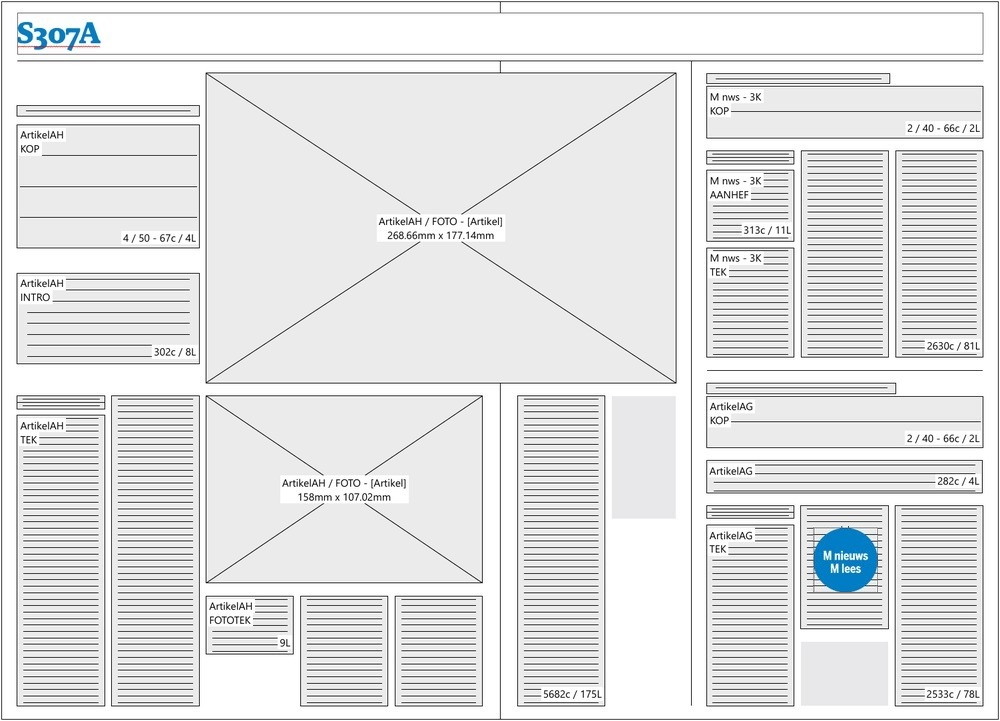 S307A
ArtikelAH
KOP
4 / 50 - 67c / 4L
ArtikelAH
INTRO
302c / 8L
ArtikelAH
TEK
ArtikelAH / FOTO - [Artikel]
268.66mm x 177.14mm
ArtikelAH / FOTO - [Artikel]
158mm x 107.02mm
ArtikelAH
FOTOTEK
9L
5682c / 175L
M nws - 3K
KOP
2 / 40 - 66c / 2L
M nws - 3K
AANHEF
313c / 11L
M nws - 3K
TEK
2630c / 81L
ArtikelAG
KOP
2 / 40 - 66c / 2L
ArtikelAG
282c / 4L
ArtikelAG
TEK
M nieuws
M lees
2533c / 78L